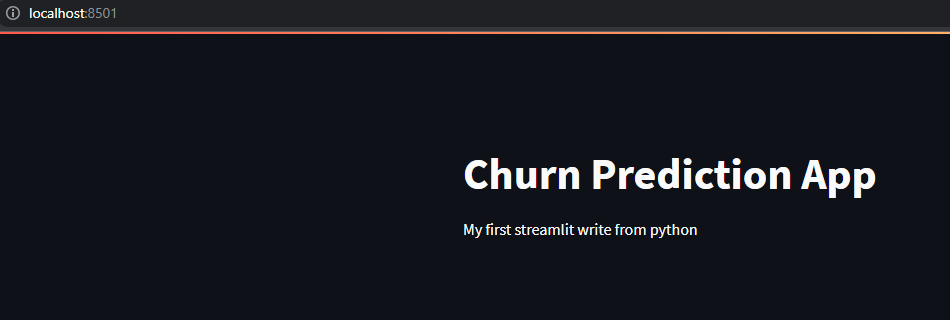 localhost:8501
Churn Prediction App
My first streamlit write from python